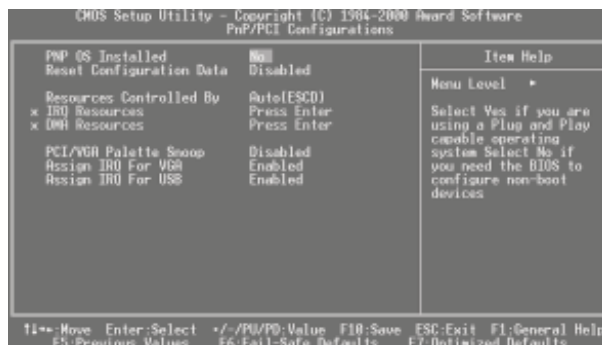 CMOS Setup Utility - Copyright (C) 1984-2000 Award Software
PnP/PCI Configurations
PNP OS Installed No
Reset Configuration Data Disabled
Resources Controlled By Auto(ESCD)
x IRQ Resources Press Enter
x DMA Resources Press Enter
PCI/VGA Palette Snoop Disabled
Assign IRQ For VGA Enabled
Assign IRQ For USB Enabled
Item Help
Menu Level ▸
Select Yes if you are
using a Plug and Play
capable operating
system Select No if
you need the BIOS to
configure non-boot
devices
↑↓→←:Move Enter:Select +/-/PU/PD:Value F10:Save ESC:Exit F1:General Help
F5:Previous Values F6:Fail-Safe Defaults F7:Optimized Defaults